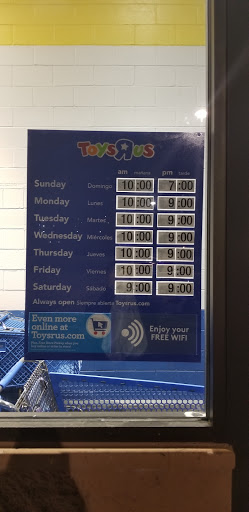 TOYSЯUS
am mañana pm tarde
Sunday Domingo 10:00 7:00
Monday Lunes 10:00 9:00
Tuesday Martes 10:00 9:00
Wednesday Miércoles 10:00 9:00
Thursday Jueves 10:00 9:00
Friday Viernes 10:00 9:00
Saturday Sábado 9:00 9:00
Always open Siempre abierto Toysrus.com
Even more
online at
Toysrus.com
Enjoy your
FREE WIFI